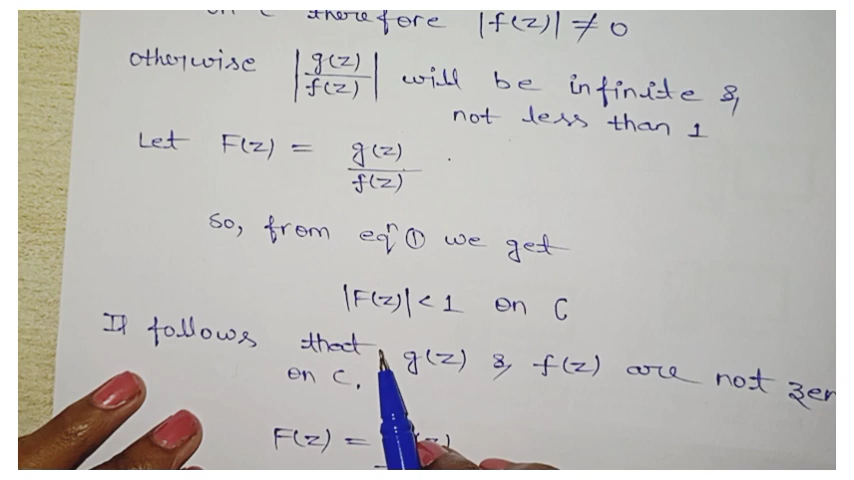 therefore |f(z)| ≠ 0
otherwise |g(z)/f(z)| will be infinite &
not less than 1
Let F(z) = g(z)/f(z) .
so, from eqⁿ ① we get
|F(z)| < 1 on C
It follows that g(z) & f(z) are not zer
on C.
F(z) =